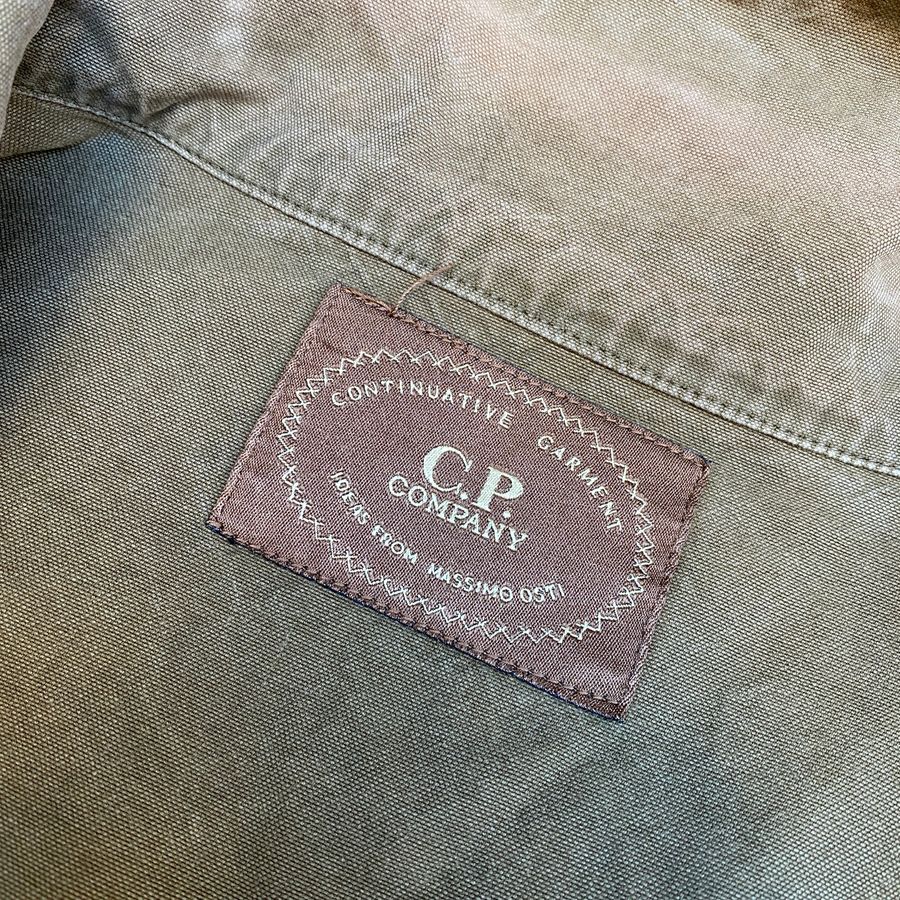 CONTINUATIVE GARMENT
C.P.
COMPANY
IDEAS FROM MASSIMO OSTI